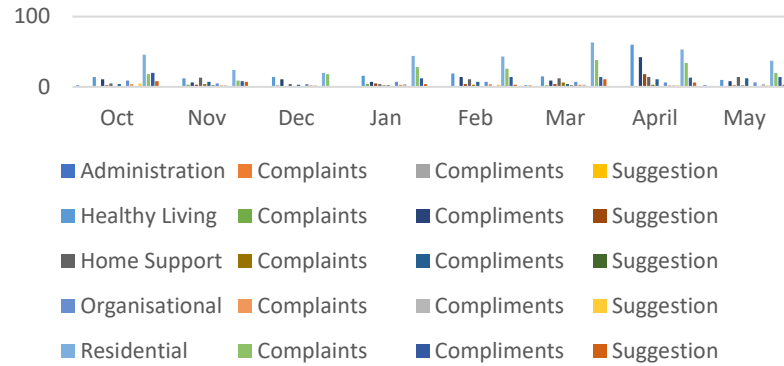 100
0
Oct Nov Dec Jan Feb Mar April May
Administration Complaints Compliments Suggestion
Healthy Living Complaints Compliments Suggestion
Home Support Complaints Compliments Suggestion
Organisational Complaints Compliments Suggestion
Residential Complaints Compliments Suggestion